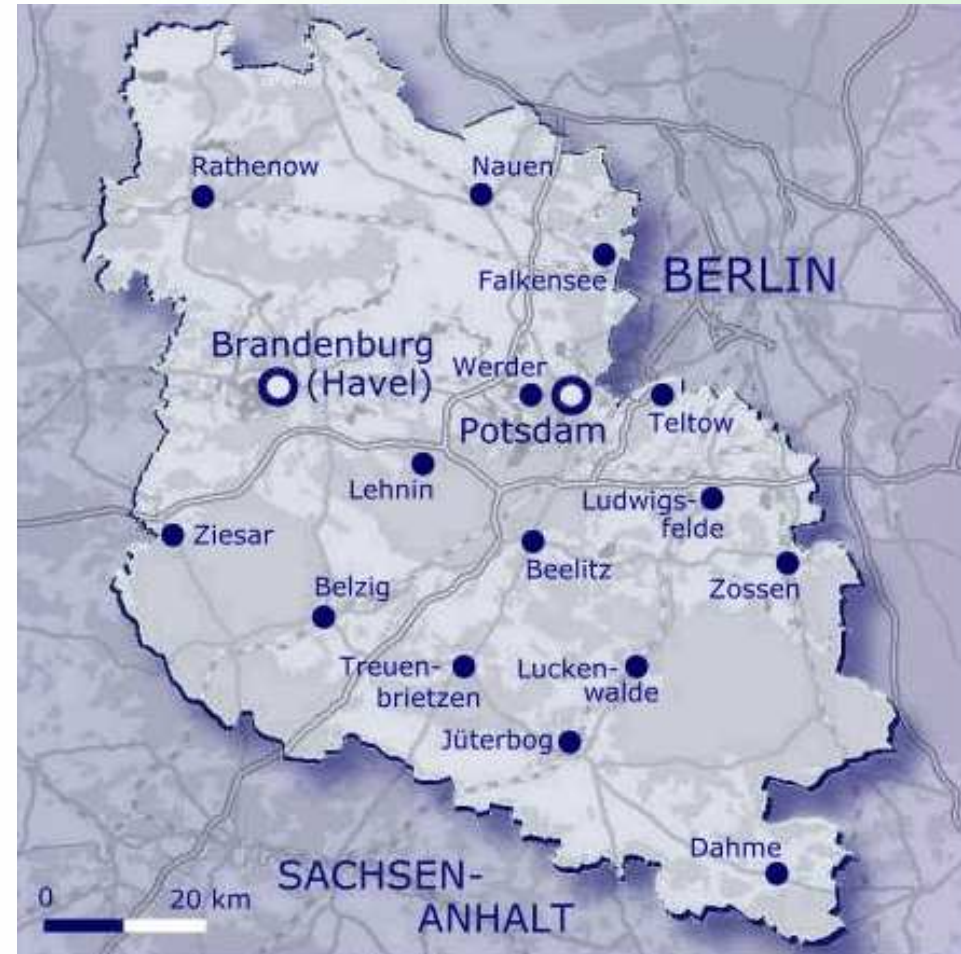 Rathenow
Nauen
Falkensee
BERLIN
Brandenburg
(Havel)
Werder
Potsdam
Teltow
Lehnin
Ludwigs-
felde
Ziesar
Beelitz
Zossen
Belzig
Treuen-
brietzen
Lucken-
walde
Jüterbog
Dahme
SACHSEN-
ANHALT
0 20 km